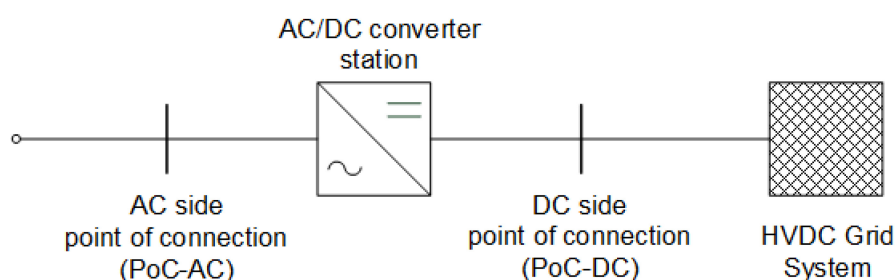 AC/DC converter
station
AC side
point of connection
(PoC-AC)
DC side
point of connection
(PoC-DC)
HVDC Grid
System